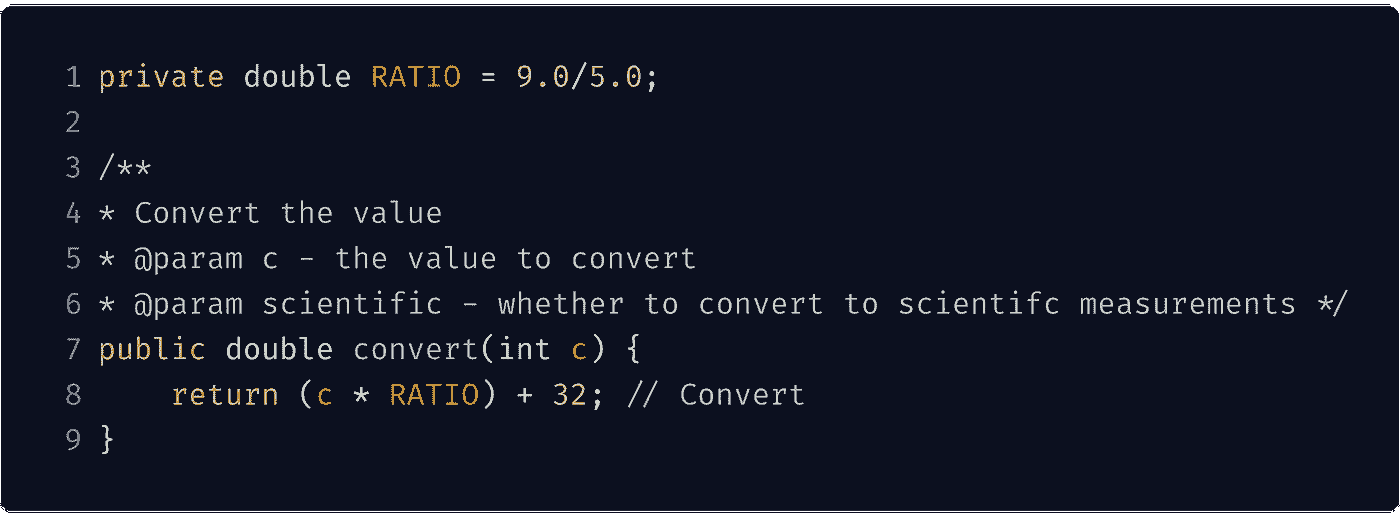 1 private double RATIO = 9.0/5.0;
2
3 /**
4 * Convert the value
5 * @param c - the value to convert
6 * @param scientific - whether to convert to scientifc measurements */
7 public double convert(int c) {
8     return (c * RATIO) + 32; // Convert
9 }